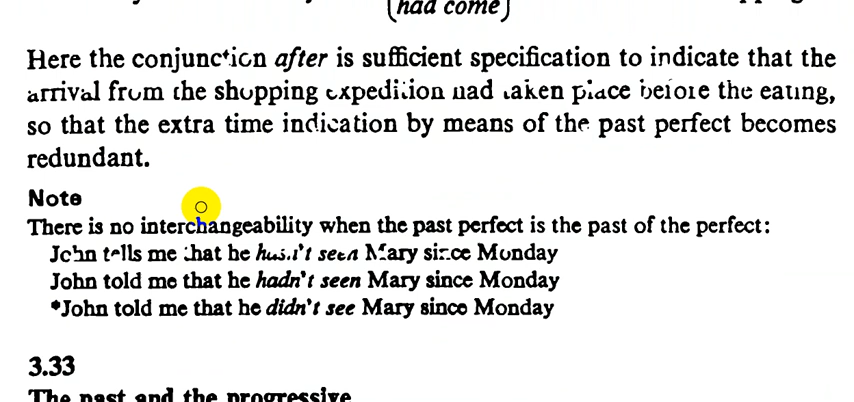 (had come)
Here the conjunction after is sufficient specification to indicate that the
arrival from the shopping expedition had taken place before the eating,
so that the extra time indication by means of the past perfect becomes
redundant.
Note
There is no interchangeability when the past perfect is the past of the perfect:
John tells me that he hasn't seen Mary since Monday
John told me that he hadn't seen Mary since Monday
*John told me that he didn't see Mary since Monday
3.33
The past and the progressive